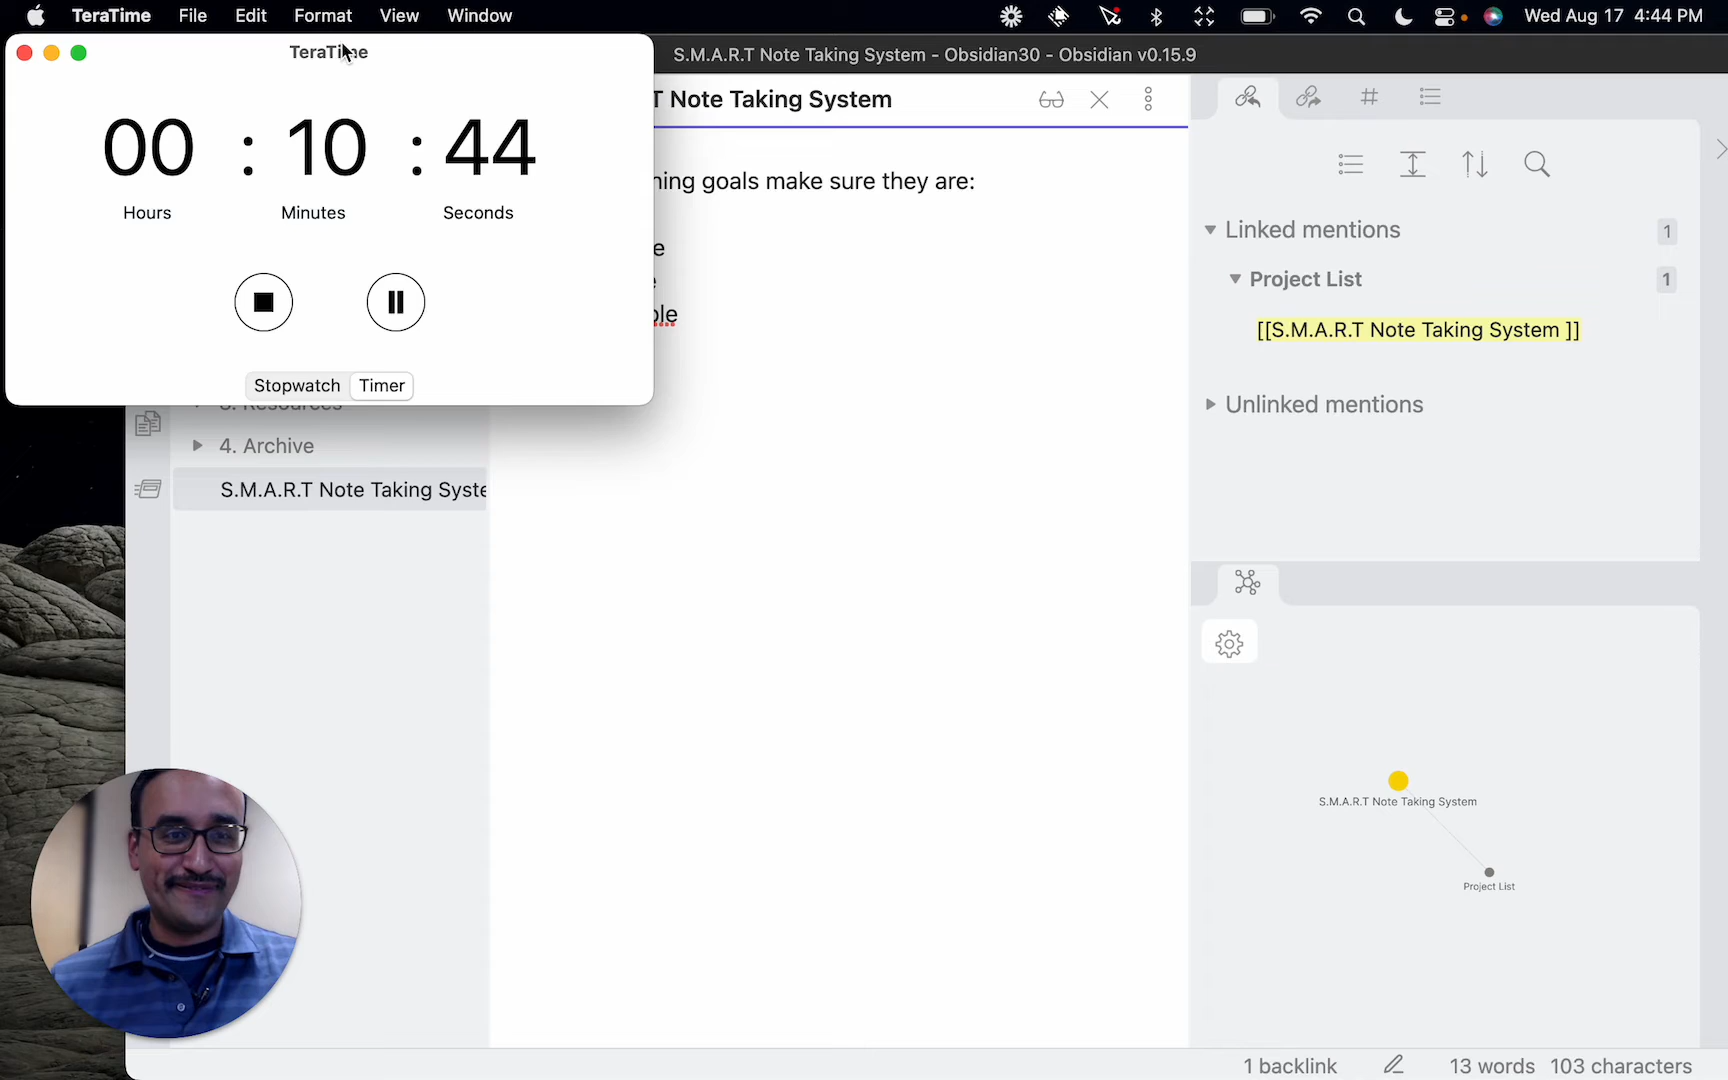 TeraTime File Edit Format View Window Wed Aug 17 4:44 PM
TeraTime
S.M.A.R.T Note Taking System - Obsidian30 - Obsidian v0.15.9
00 : 10 : 44
Hours Minutes Seconds
Stopwatch Timer
T Note Taking System
ning goals make sure they are:
e
ole
4. Archive
S.M.A.R.T Note Taking Syste
Linked mentions 1
Project List 1
[[S.M.A.R.T Note Taking System ]]
Unlinked mentions
S.M.A.R.T Note Taking System
Project List
1 backlink 13 words 103 characters